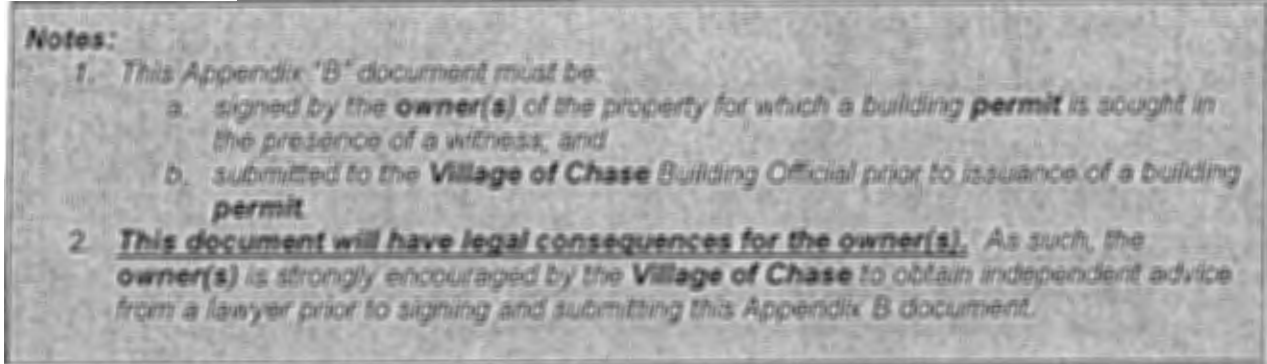 Notes:
1. This Appendix "B" document must be:
a. signed by the owner(s) of the property for which a building permit is sought in
the presence of a witness; and
b. submitted to the Village of Chase Building Official prior to issuance of a building
permit.
2. This document will have legal consequences for the owner(s). As such, the
owner(s) is strongly encouraged by the Village of Chase to obtain independent advice
from a lawyer prior to signing and submitting this Appendix B document.